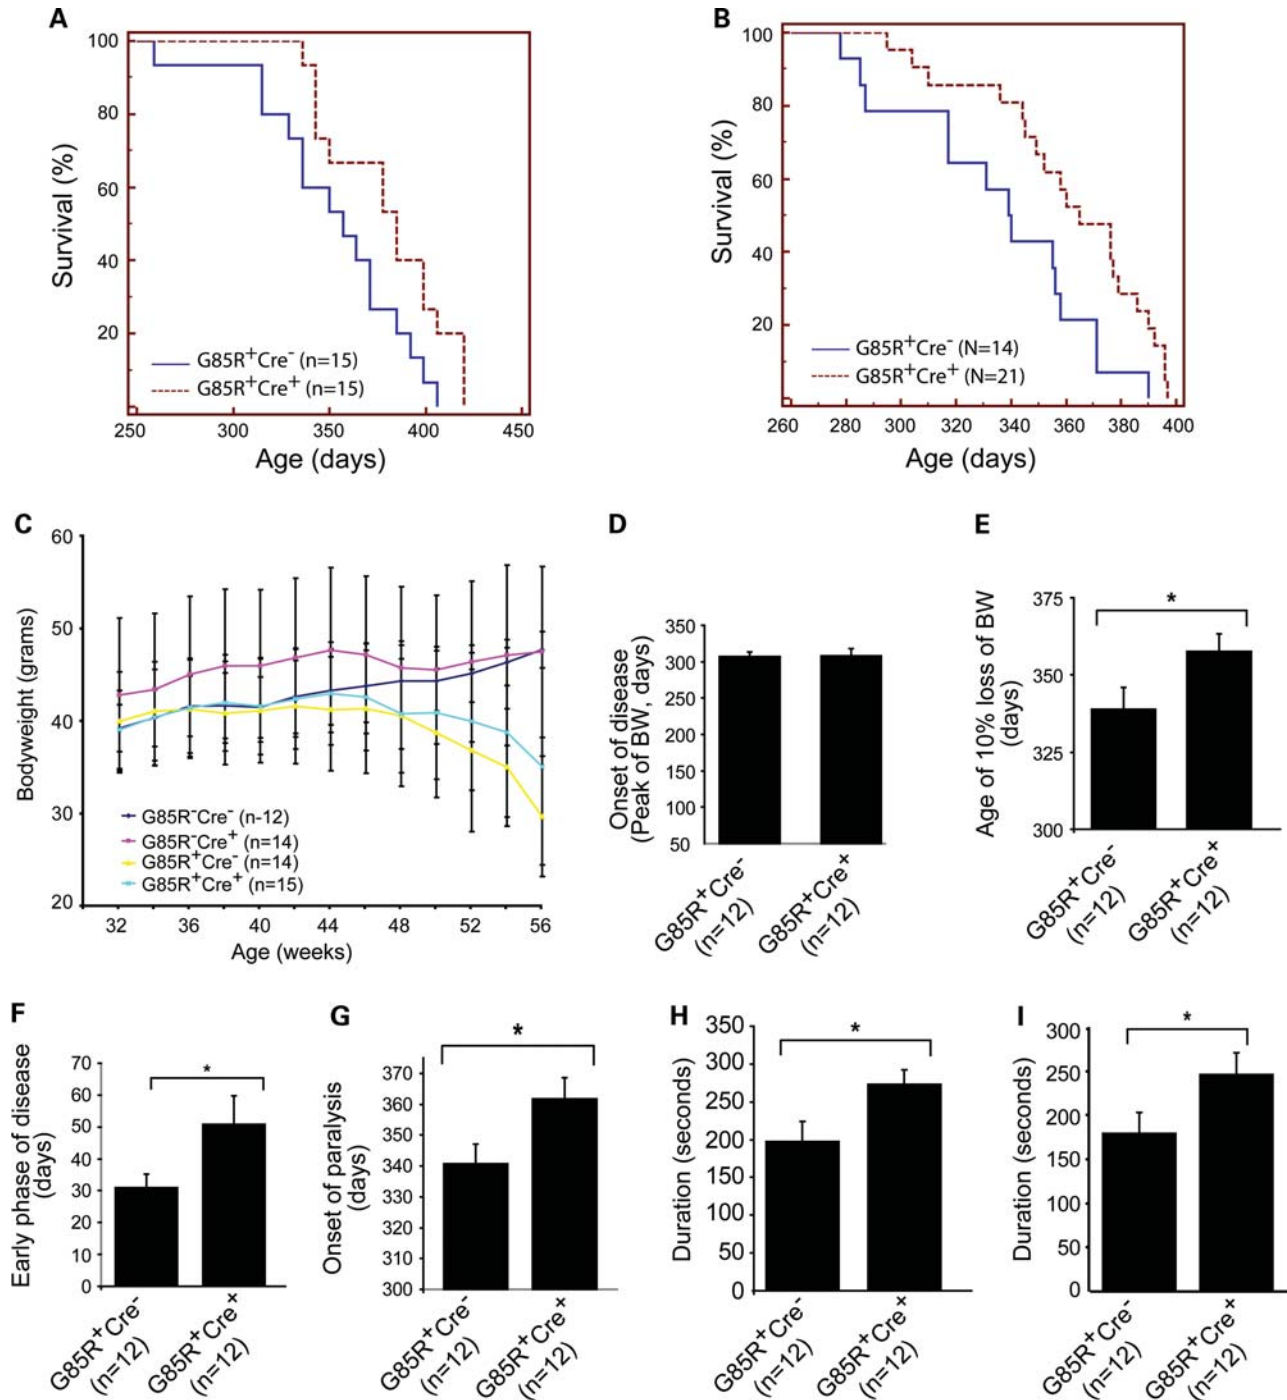 A
100
80
60
40
20
Survival (%)
G85R⁺Cre⁻ (n=15)
G85R⁺Cre⁺ (n=15)
250 300 350 400 450
Age (days)
B
100
80
60
40
20
Survival (%)
G85R⁺Cre⁻ (N=14)
G85R⁺Cre⁺ (N=21)
260 280 300 320 340 360 380 400
Age (days)
C
60
50
40
30
20
Bodyweight (grams)
G85R⁻Cre⁻ (n-12)
G85R⁻Cre⁺ (n=14)
G85R⁺Cre⁻ (n=14)
G85R⁺Cre⁺ (n=15)
32 36 40 44 48 52 56
Age (weeks)
D
Onset of disease
(Peak of BW, days)
350
300
250
200
150
100
50
G85R⁺Cre⁻
(n=12)
G85R⁺Cre⁺
(n=12)
E
Age of 10% loss of BW
(days)
375
350
325
300
*
G85R⁺Cre⁻
(n=12)
G85R⁺Cre⁺
(n=12)
F
Early phase of disease
(days)
70
60
50
40
30
20
10
0
*
G85R⁺Cre⁻
(n=12)
G85R⁺Cre⁺
(n=12)
G
Onset of paralysis
(days)
370
360
350
340
330
320
310
300
*
G85R⁺Cre⁻
(n=12)
G85R⁺Cre⁺
(n=12)
H
Duration (seconds)
350
300
250
200
150
100
50
0
*
G85R⁺Cre⁻
(n=12)
G85R⁺Cre⁺
(n=12)
I
Duration (seconds)
300
250
200
150
100
50
0
*
G85R⁺Cre⁻
(n=12)
G85R⁺Cre⁺
(n=12)